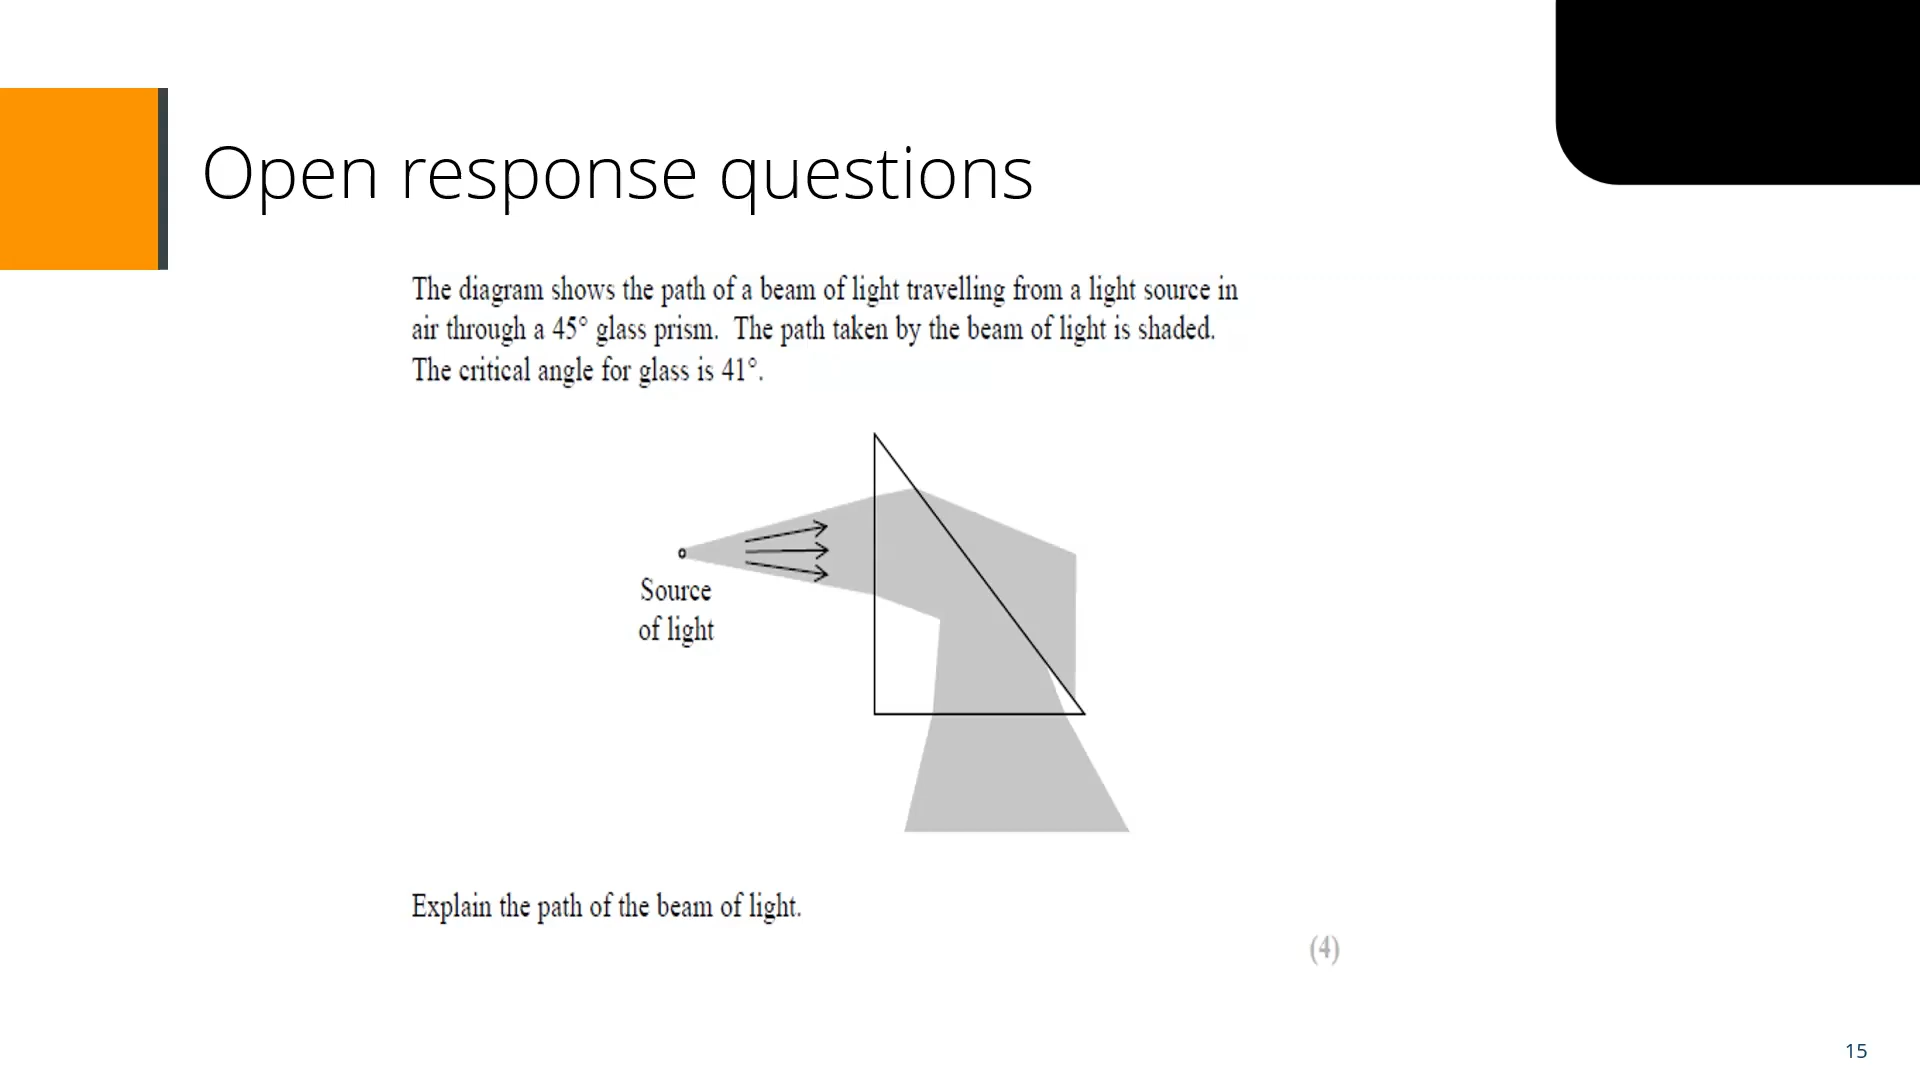 Open response questions
The diagram shows the path of a beam of light travelling from a light source in
air through a 45° glass prism. The path taken by the beam of light is shaded.
The critical angle for glass is 41°.
Source
of light
Explain the path of the beam of light.
(4)
15